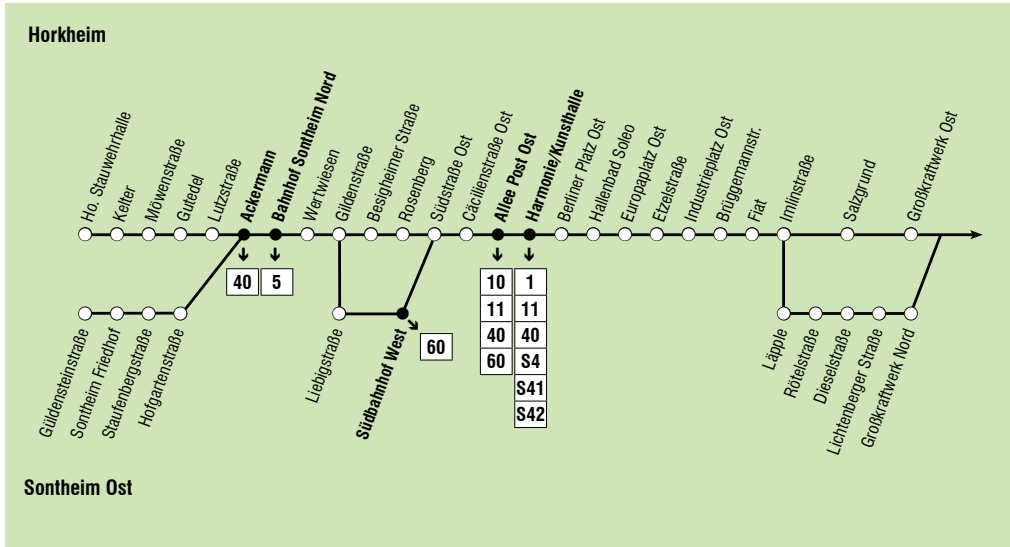 Horkheim
Ho. Stauwehrhalle
Kelter
Möwenstraße
Gutedel
Lutzstraße
Ackermann
Bahnhof Sontheim Nord
Wertwiesen
Gildenstraße
Besigheimer Straße
Rosenberg
Südstraße Ost
Cäcilienstraße Ost
Allee Post Ost
Harmonie/Kunsthalle
Berliner Platz Ost
Hallenbad Soleo
Europaplatz Ost
Etzelstraße
Industrieplatz Ost
Brüggemannstr.
Fiat
Imlinstraße
Salzgrund
Großkraftwerk Ost
40
5
10
11
40
60
1
11
40
S4
S41
S42
60
Güldensteinstraße
Sontheim Friedhof
Staufenbergstraße
Hofgartenstraße
Liebigstraße
Südbahnhof West
Läpple
Rötelstraße
Dieselstraße
Lichtenberger Straße
Großkraftwerk Nord
Sontheim Ost